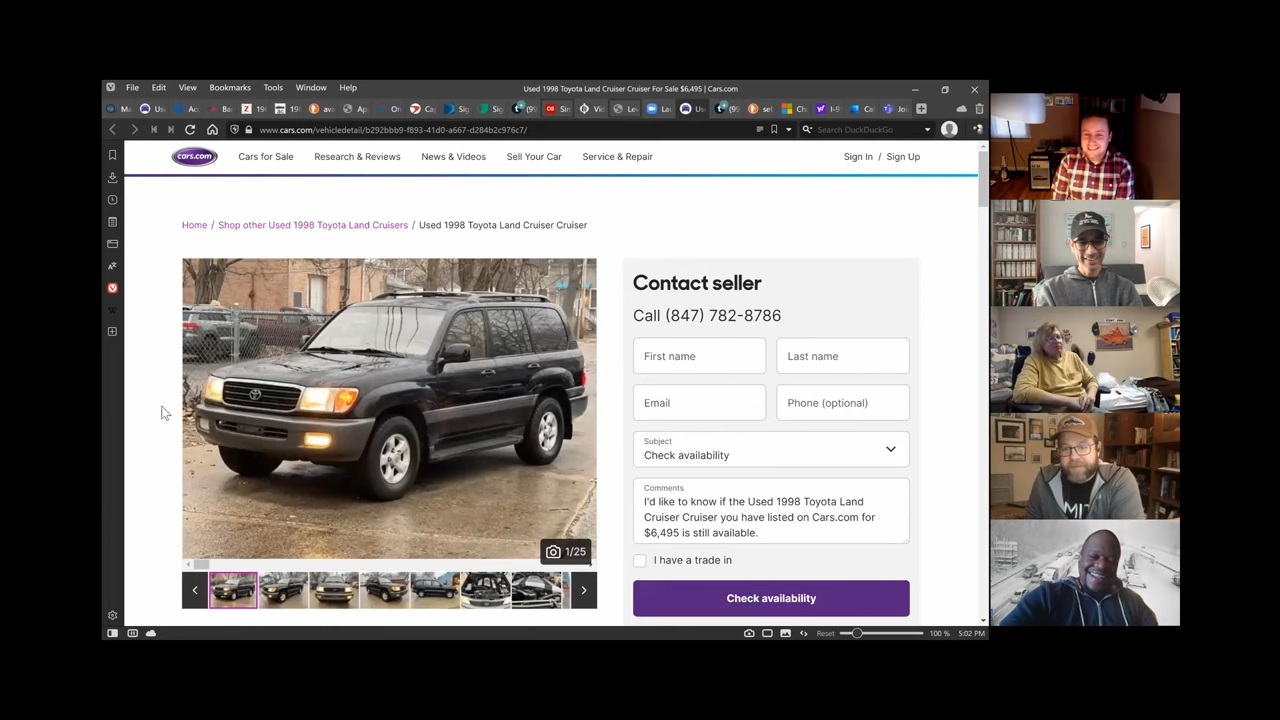 File Edit View Bookmarks Tools Window Help
Used 1998 Toyota Land Cruiser Cruiser For Sale $6,495 | Cars.com
www.cars.com/vehicledetail/b292bbb9-f893-41d0-a667-d284b2c976c7/
Search DuckDuckGo
cars.com
Cars for Sale Research & Reviews News & Videos Sell Your Car Service & Repair
Sign In / Sign Up
Home / Shop other Used 1998 Toyota Land Cruisers / Used 1998 Toyota Land Cruiser Cruiser
1/25
Contact seller
Call (847) 782-8786
First name Last name
Email Phone (optional)
Subject
Check availability
Comments
I'd like to know if the Used 1998 Toyota Land
Cruiser Cruiser you have listed on Cars.com for
$6,495 is still available.
I have a trade in
Check availability
Reset 100 % 5:02 PM